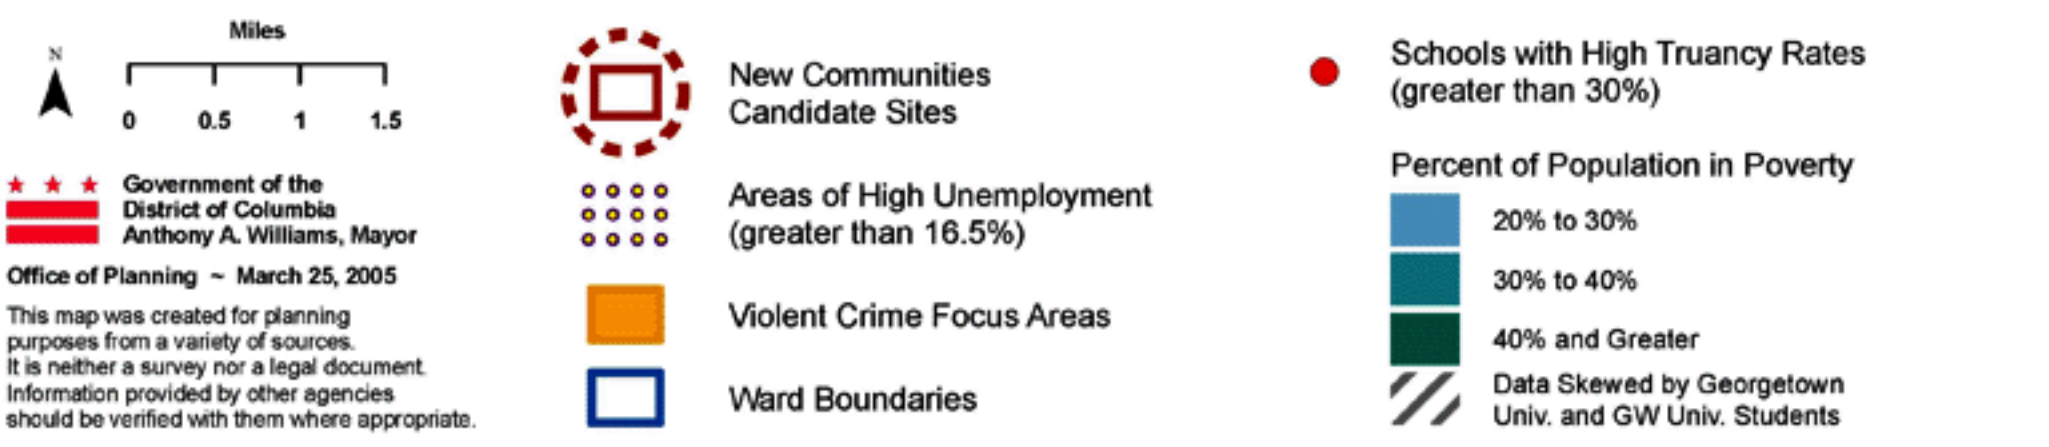 Miles
N
0 0.5 1 1.5
Government of the
District of Columbia
Anthony A. Williams, Mayor
Office of Planning ~ March 25, 2005
This map was created for planning
purposes from a variety of sources.
It is neither a survey nor a legal document.
Information provided by other agencies
should be verified with them where appropriate.
New Communities
Candidate Sites
Areas of High Unemployment
(greater than 16.5%)
Violent Crime Focus Areas
Ward Boundaries
Schools with High Truancy Rates
(greater than 30%)
Percent of Population in Poverty
20% to 30%
30% to 40%
40% and Greater
Data Skewed by Georgetown
Univ. and GW Univ. Students